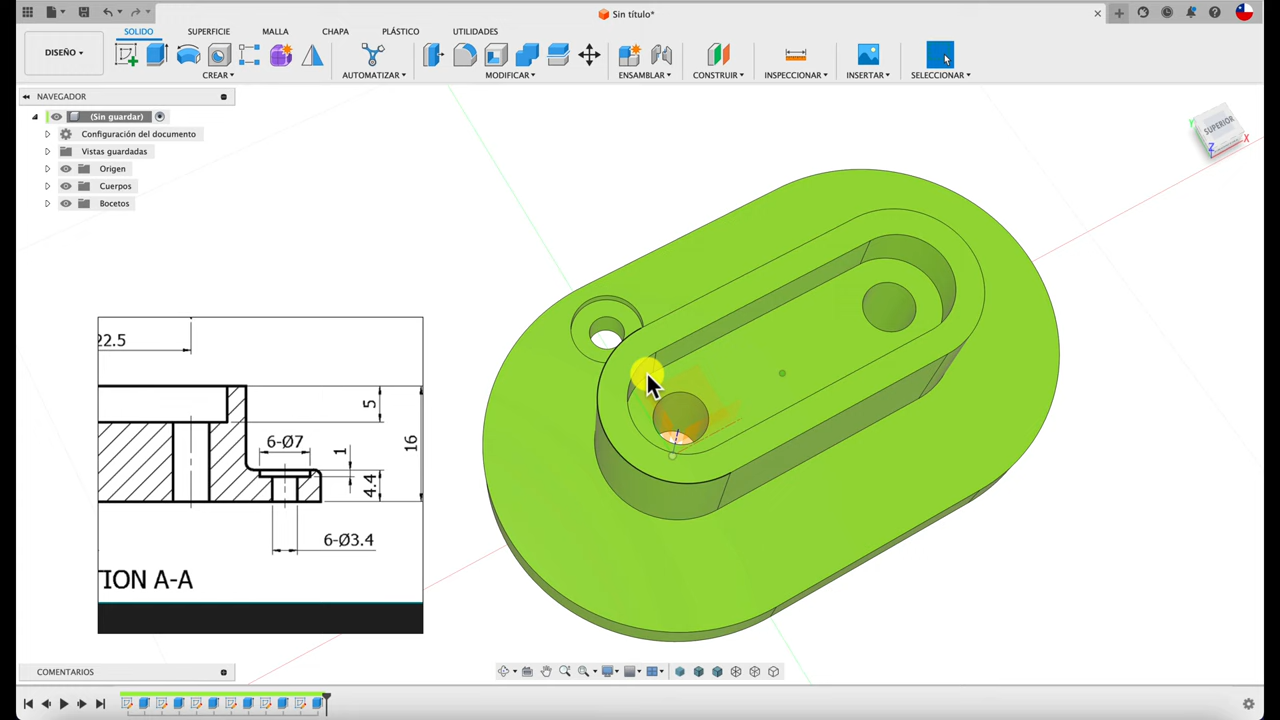 Sin título*
DISEÑO
SÓLIDO
SUPERFICIE
MALLA
CHAPA
PLÁSTICO
UTILIDADES
CREAR
AUTOMATIZAR
MODIFICAR
ENSAMBLAR
CONSTRUIR
INSPECCIONAR
INSERTAR
SELECCIONAR
NAVEGADOR
(Sin guardar)
Configuración del documento
Vistas guardadas
Origen
Cuerpos
Bocetos
SUPERIOR
Y
X
Z
22.5
5
16
6-Ø7
1
4.4
6-Ø3.4
TION A-A
COMENTARIOS